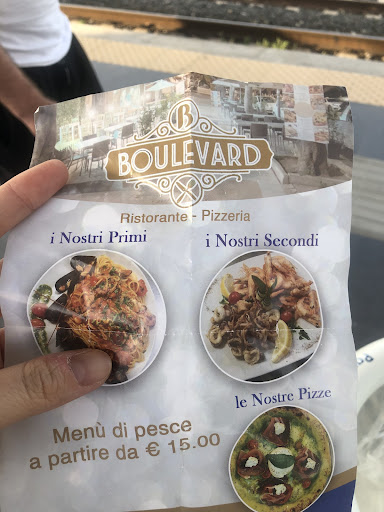 B
BOULEVARD
Ristorante - Pizzeria
i Nostri Primi
i Nostri Secondi
le Nostre Pizze
Menù di pesce
a partire da € 15.00